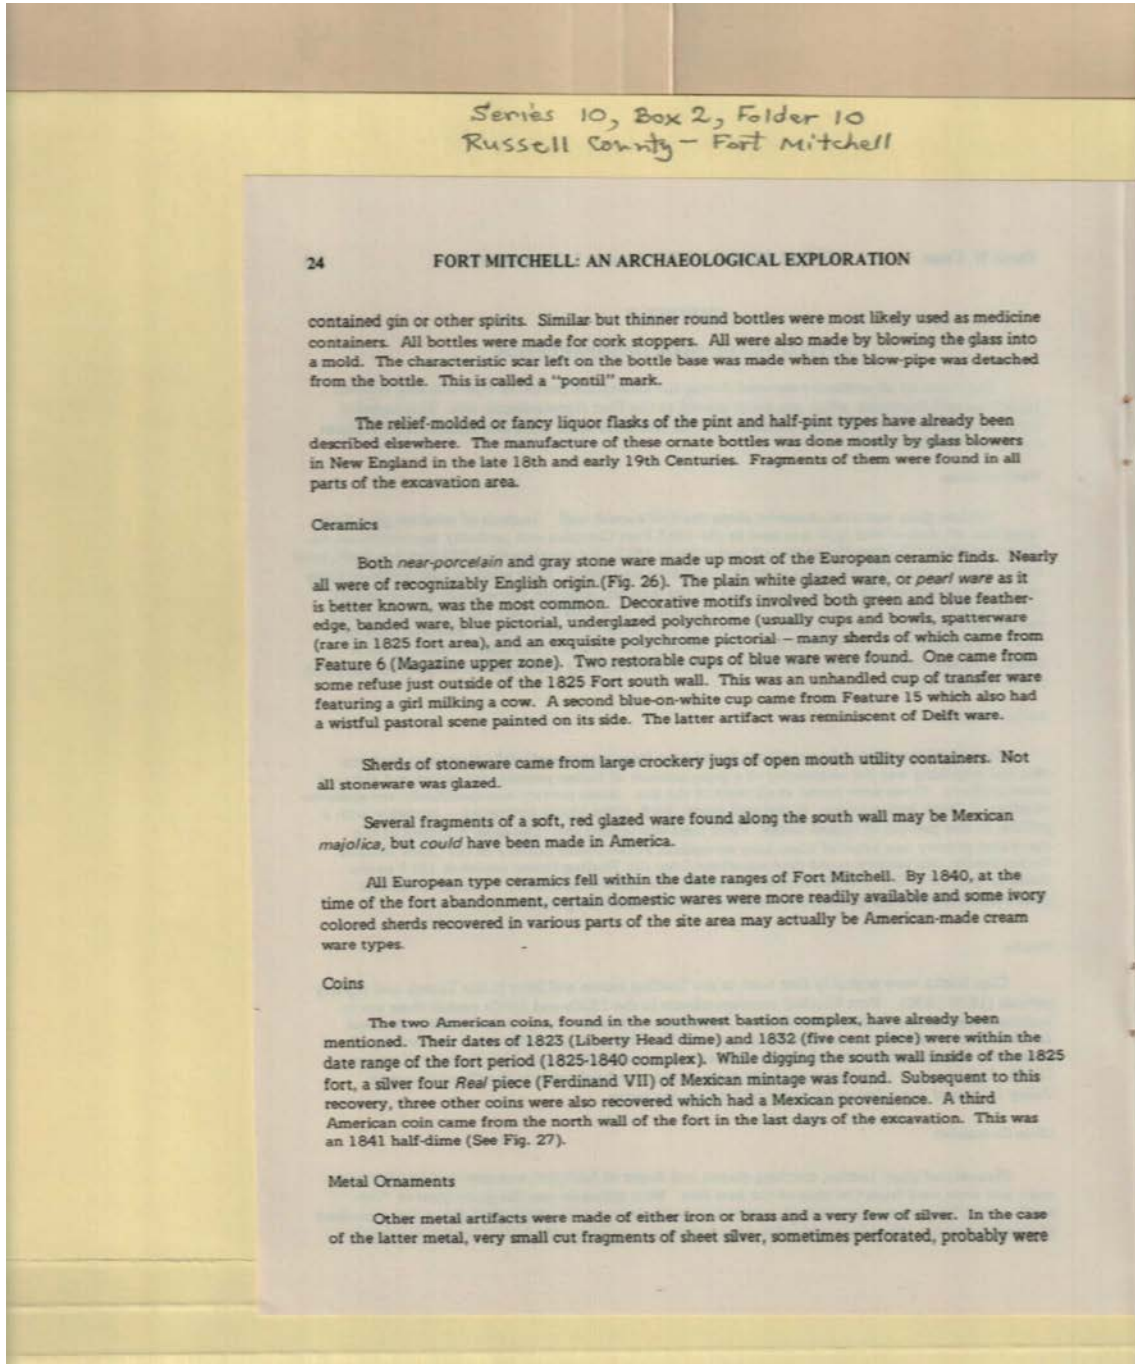 Series 10, Box 2, Folder 10
Russell County - Fort Mitchell
24 FORT MITCHELL: AN ARCHAEOLOGICAL EXPLORATION
contained gin or other spirits. Similar but thinner round bottles were most likely used as medicine
containers. All bottles were made for cork stoppers. All were also made by blowing the glass into
a mold. The characteristic scar left on the bottle base was made when the blow-pipe was detached
from the bottle. This is called a "pontil" mark.
The relief-molded or fancy liquor flasks of the pint and half-pint types have already been
described elsewhere. The manufacture of these ornate bottles was done mostly by glass blowers
in New England in the late 18th and early 19th Centuries. Fragments of them were found in all
parts of the excavation area.
Ceramics
Both near-porcelain and gray stone ware made up most of the European ceramic finds. Nearly
all were of recognizably English origin.(Fig. 26). The plain white glazed ware, or pearl ware as it
is better known, was the most common. Decorative motifs involved both green and blue feather-
edge, banded ware, blue pictorial, underglazed polychrome (usually cups and bowls, spatterware
(rare in 1825 fort area), and an exquisite polychrome pictorial – many sherds of which came from
Feature 6 (Magazine upper zone). Two restorable cups of blue ware were found. One came from
some refuse just outside of the 1825 Fort south wall. This was an unhandled cup of transfer ware
featuring a girl milking a cow. A second blue-on-white cup came from Feature 15 which also had
a wistful pastoral scene painted on its side. The latter artifact was reminiscent of Delft ware.
Sherds of stoneware came from large crockery jugs of open mouth utility containers. Not
all stoneware was glazed.
Several fragments of a soft, red glazed ware found along the south wall may be Mexican
majolica, but could have been made in America.
All European type ceramics fell within the date ranges of Fort Mitchell. By 1840, at the
time of the fort abandonment, certain domestic wares were more readily available and some ivory
colored sherds recovered in various parts of the site area may actually be American-made cream
ware types.
Coins
The two American coins, found in the southwest bastion complex, have already been
mentioned. Their dates of 1823 (Liberty Head dime) and 1832 (five cent piece) were within the
date range of the fort period (1825-1840 complex). While digging the south wall inside of the 1825
fort, a silver four Real piece (Ferdinand VII) of Mexican mintage was found. Subsequent to this
recovery, three other coins were also recovered which had a Mexican provenience. A third
American coin came from the north wall of the fort in the last days of the excavation. This was
an 1841 half-dime (See Fig. 27).
Metal Ornaments
Other metal artifacts were made of either iron or brass and a very few of silver. In the case
of the latter metal, very small cut fragments of sheet silver, sometimes perforated, probably were